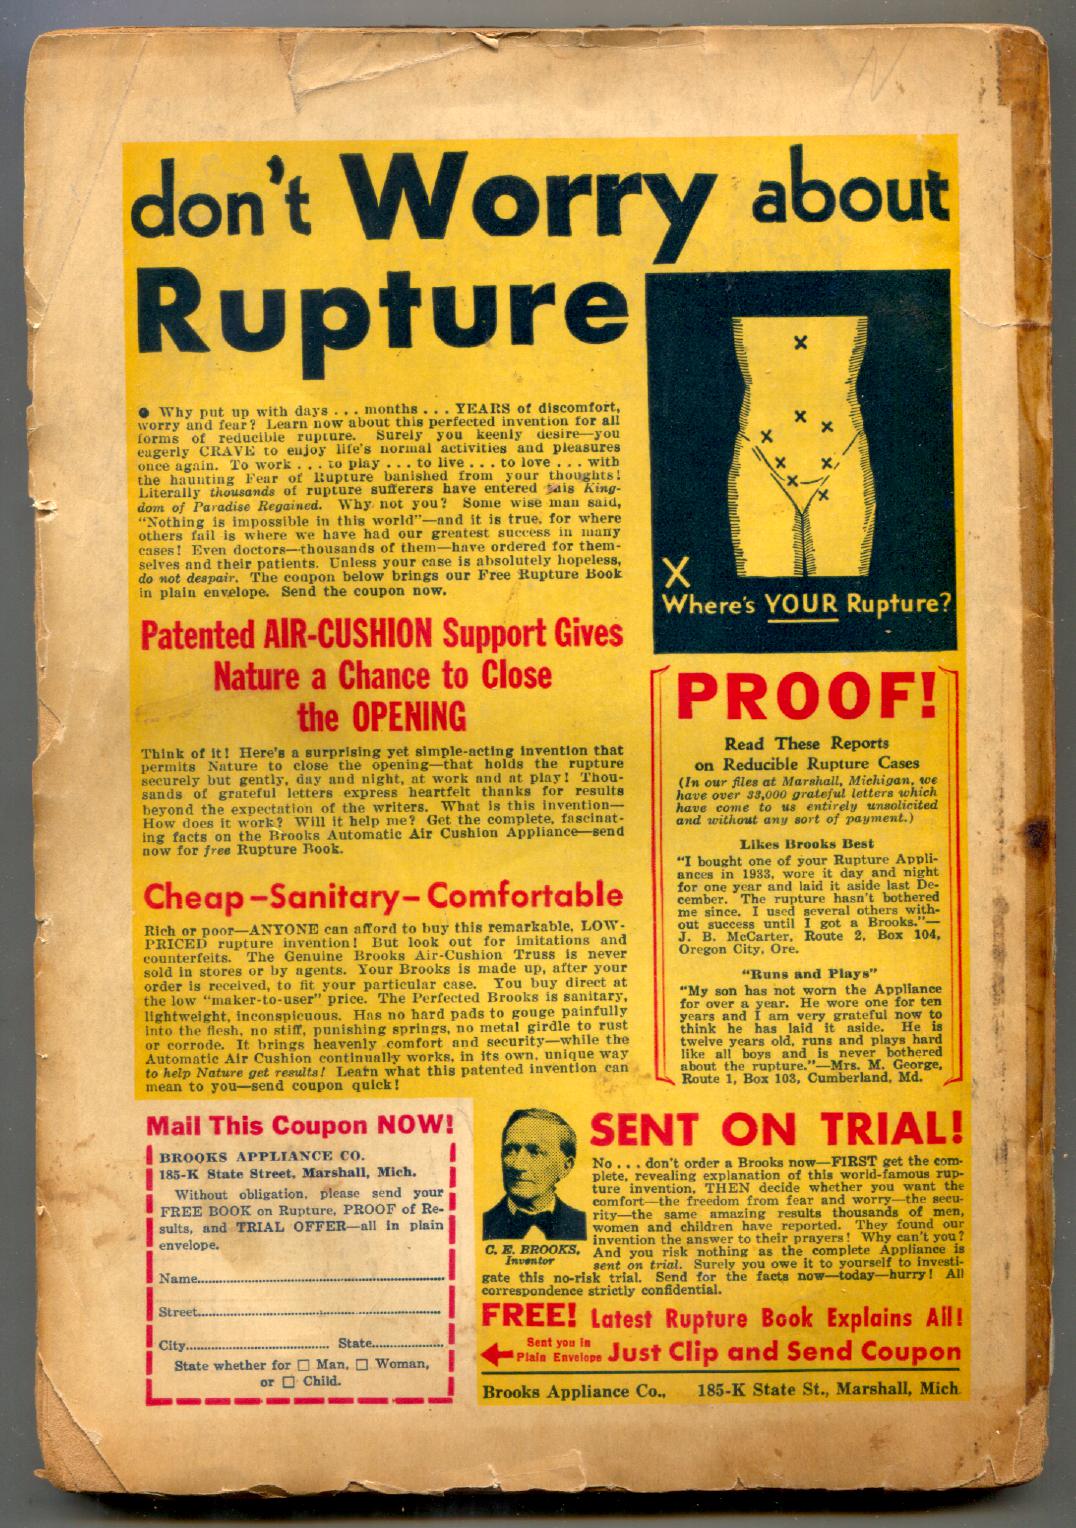 don't Worry about
Rupture
● Why put up with days . . . months . . . YEARS of discomfort,
worry and fear? Learn now about this perfected invention for all
forms of reducible rupture. Surely you keenly desire—you
eagerly CRAVE to enjoy life's normal activities and pleasures
once again. To work . . . to play . . . to live . . . to love . . . with
the haunting Fear of Rupture banished from your thoughts!
Literally thousands of rupture sufferers have entered this King-
dom of Paradise Regained. Why not you? Some wise man said,
"Nothing is impossible in this world"—and it is true, for where
others fail is where we have had our greatest success in many
cases! Even doctors—thousands of them—have ordered for them-
selves and their patients. Unless your case is absolutely hopeless,
do not despair. The coupon below brings our Free Rupture Book
in plain envelope. Send the coupon now.
X
Where's YOUR Rupture?
Patented AIR-CUSHION Support Gives
Nature a Chance to Close
the OPENING
Think of it! Here's a surprising yet simple-acting invention that
permits Nature to close the opening—that holds the rupture
securely but gently, day and night, at work and at play! Thou-
sands of grateful letters express heartfelt thanks for results
beyond the expectation of the writers. What is this invention—
How does it work? Will it help me? Get the complete, fascinat-
ing facts on the Brooks Automatic Air Cushion Appliance—send
now for free Rupture Book.
Cheap–Sanitary–Comfortable
Rich or poor—ANYONE can afford to buy this remarkable, LOW-
PRICED rupture invention! But look out for imitations and
counterfeits. The Genuine Brooks Air-Cushion Truss is never
sold in stores or by agents. Your Brooks is made up, after your
order is received, to fit your particular case. You buy direct at
the low "maker-to-user" price. The Perfected Brooks is sanitary,
lightweight, inconspicuous. Has no hard pads to gouge painfully
into the flesh, no stiff, punishing springs, no metal girdle to rust
or corrode. It brings heavenly comfort and security—while the
Automatic Air Cushion continually works, in its own, unique way
to help Nature get results! Learn what this patented invention can
mean to you—send coupon quick!
PROOF!
Read These Reports
on Reducible Rupture Cases
(In our files at Marshall, Michigan, we
have over 33,000 grateful letters which
have come to us entirely unsolicited
and without any sort of payment.)
Likes Brooks Best
"I bought one of your Rupture Appli-
ances in 1933, wore it day and night
for one year and laid it aside last De-
cember. The rupture hasn't bothered
me since. I used several others with-
out success until I got a Brooks."—
J. B. McCarter, Route 2, Box 104,
Oregon City, Ore.
"Runs and Plays"
"My son has not worn the Appliance
for over a year. He wore one for ten
years and I am very grateful now to
think he has laid it aside. He is
twelve years old, runs and plays hard
like all boys and is never bothered
about the rupture."—Mrs. M. George,
Route 1, Box 103, Cumberland, Md.
Mail This Coupon NOW!
BROOKS APPLIANCE CO.
185-K State Street, Marshall, Mich.
Without obligation, please send your
FREE BOOK on Rupture, PROOF of Re-
sults, and TRIAL OFFER—all in plain
envelope.
Name
Street
City State
State whether for □ Man, □ Woman,
or □ Child.
C. E. BROOKS,
Inventor
SENT ON TRIAL!
No . . . don't order a Brooks now—FIRST get the com-
plete, revealing explanation of this world-famous rup-
ture invention, THEN decide whether you want the
comfort—the freedom from fear and worry—the secu-
rity—the same amazing results thousands of men,
women and children have reported. They found our
invention the answer to their prayers! Why can't you?
And you risk nothing as the complete Appliance is
sent on trial. Surely you owe it to yourself to investi-
gate this no-risk trial. Send for the facts now—today—hurry! All
correspondence strictly confidential.
FREE! Latest Rupture Book Explains All!
Sent you in
Plain Envelope
Just Clip and Send Coupon
Brooks Appliance Co., 185-K State St., Marshall, Mich